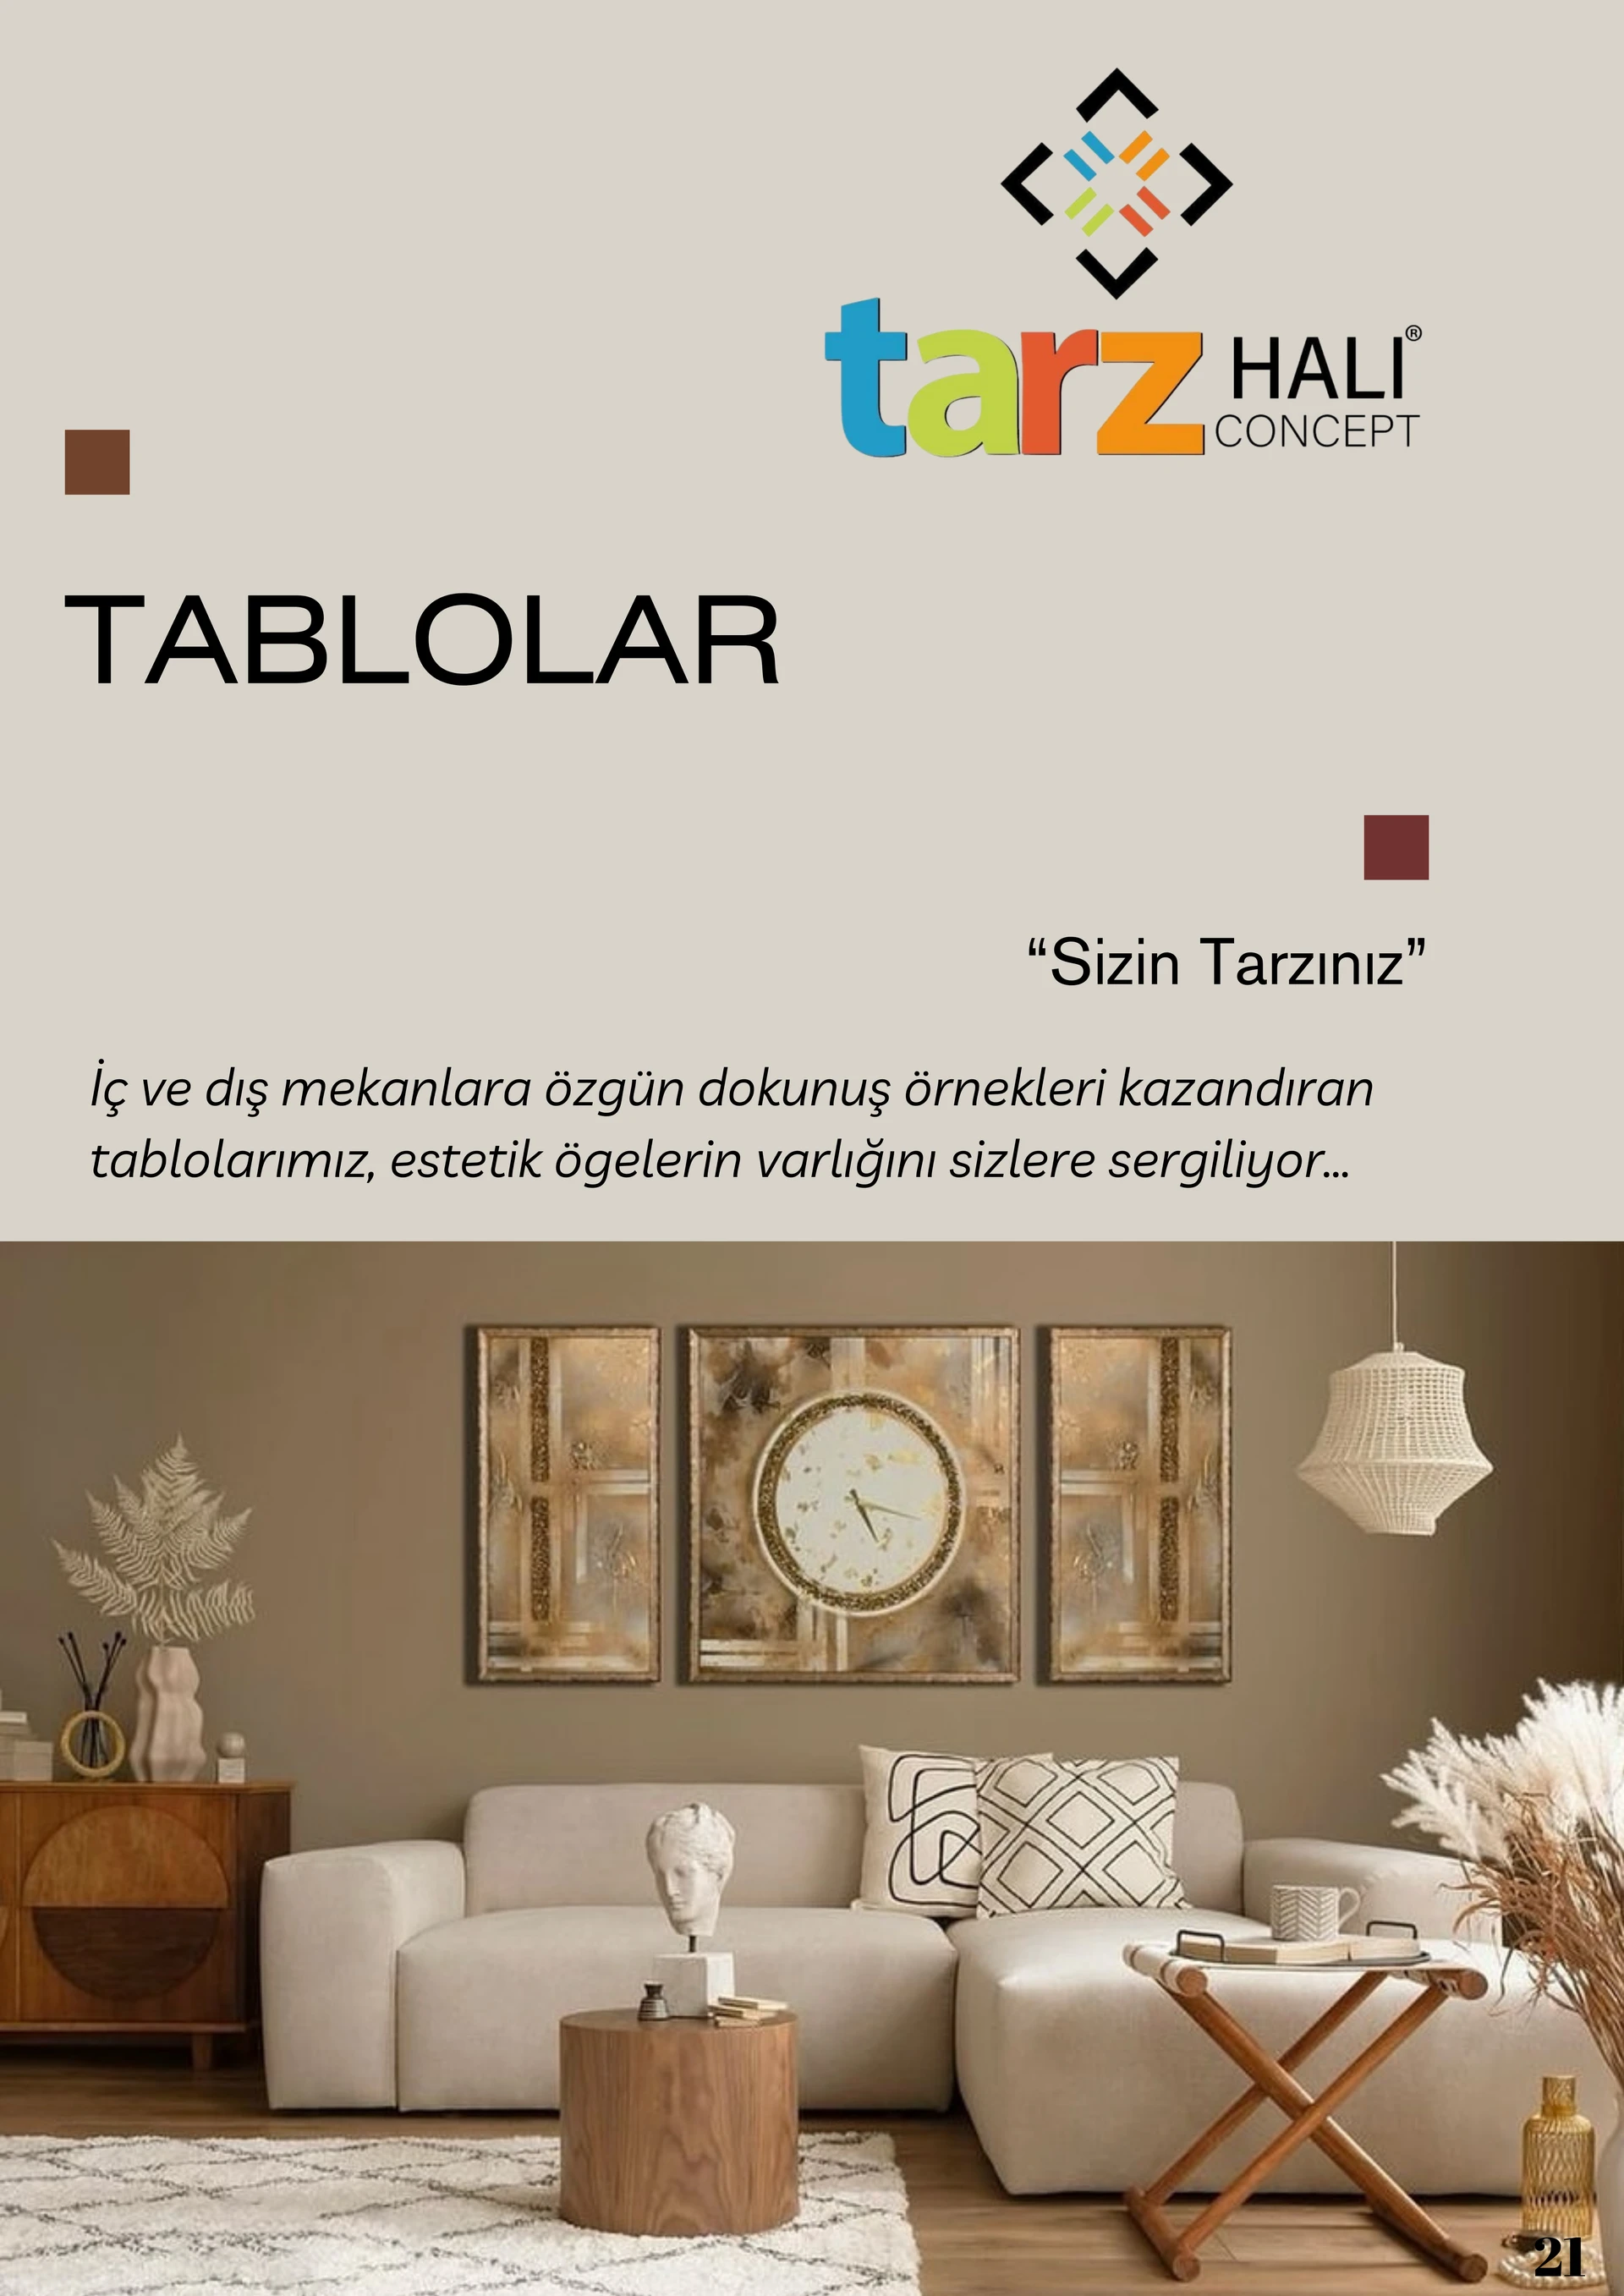 tarz HALI®
CONCEPT
TABLOLAR
“Sizin Tarzınız”
İç ve dış mekanlara özgün dokunuş örnekleri kazandıran
tablolarımız, estetik ögelerin varlığını sizlere sergiliyor...
21